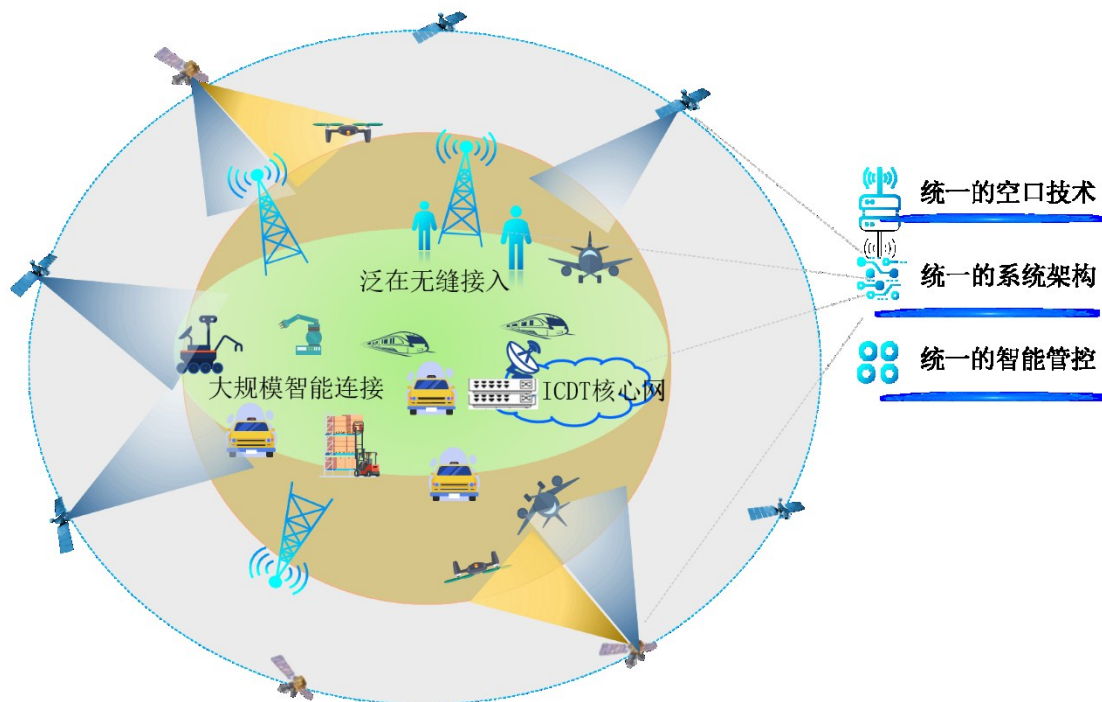 统一的空口技术
泛在无缝接入
统一的系统架构
统一的智能管控
大规模智能连接
ICDT核心网